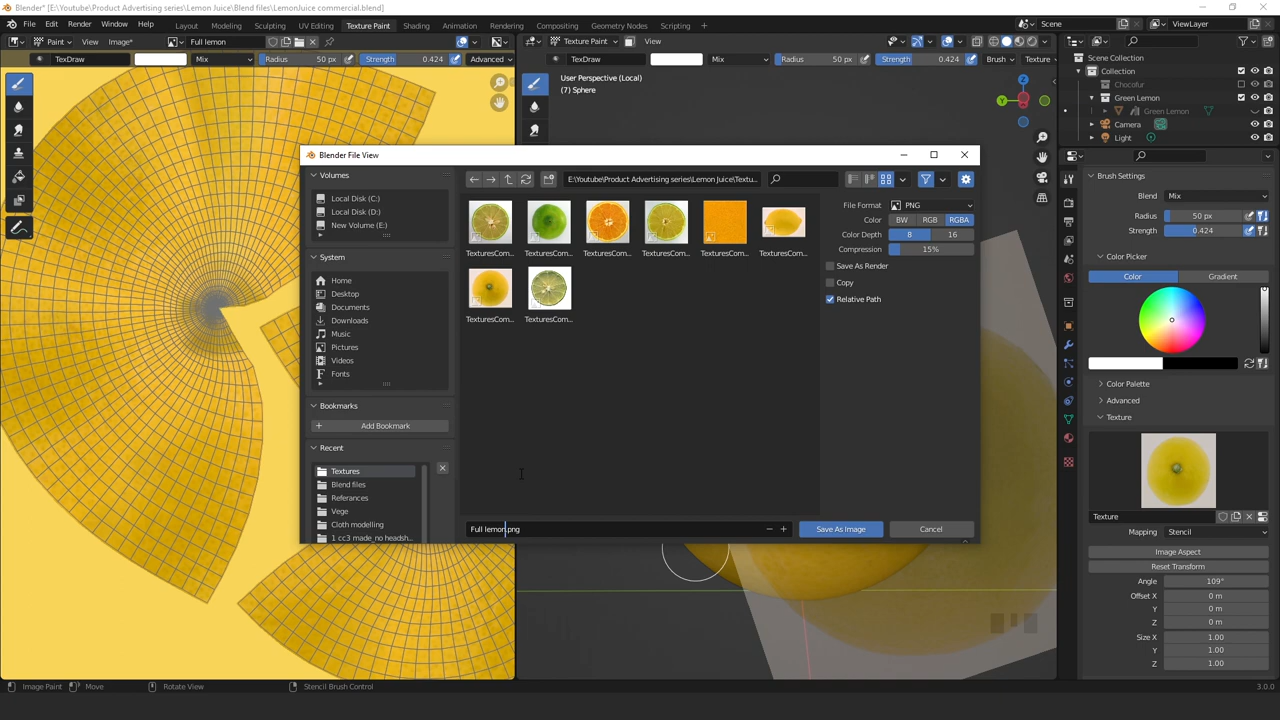 Blender* [E:\Youtube\Product Advertising series\Lemon Juice\Blend files\LemonJuice commercial.blend]
File Edit Render Window Help Layout Modeling Sculpting UV Editing Texture Paint Shading Animation Rendering Compositing Geometry Nodes Scripting Scene ViewLayer
Paint View Image* Full lemon Texture Paint View
TexDraw Mix Radius 50 px Strength 0.424 Advanced TexDraw Mix Radius 50 px Strength 0.424 Brush Texture
User Perspective (Local)
(7) Sphere
Scene Collection
Collection
Chocofur
Green Lemon
Green Lemon
Camera
Light
Blender File View
Volumes
Local Disk (C:)
Local Disk (D:)
New Volume (E:)
System
Home
Desktop
Documents
Downloads
Music
Pictures
Videos
Fonts
Bookmarks
Add Bookmark
Recent
Textures
Blend files
Referances
Vege
Cloth modelling
1 cc3 made_no headsh...
E:\Youtube\Product Advertising series\Lemon Juice\Textu...
TexturesCom... TexturesCom... TexturesCom... TexturesCom... TexturesCom... TexturesCom...
TexturesCom... TexturesCom...
File Format PNG
Color BW RGB RGBA
Color Depth 8 16
Compression 15%
Save As Render
Copy
Relative Path
Full lemon.png
Save As Image Cancel
Brush Settings
Blend Mix
Radius 50 px
Strength 0.424
Color Picker
Color Gradient
Color Palette
Advanced
Texture
Texture
Mapping Stencil
Image Aspect
Reset Transform
Angle 109°
Offset X 0 m
Y 0 m
Z 0 m
Size X 1.00
Y 1.00
Z 1.00
Image Paint Move Rotate View Stencil Brush Control 3.0.0